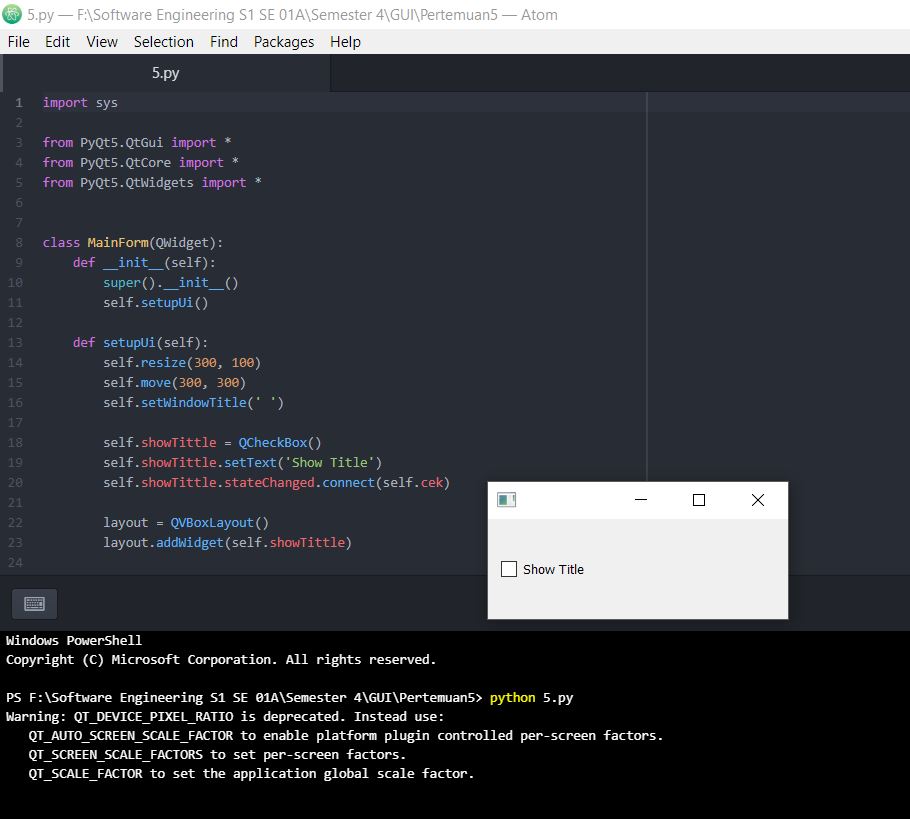 5.py — F:\Software Engineering S1 SE 01A\Semester 4\GUI\Pertemuan5 — Atom
File Edit View Selection Find Packages Help
5.py
1 import sys
2
3 from PyQt5.QtGui import *
4 from PyQt5.QtCore import *
5 from PyQt5.QtWidgets import *
6
7
8 class MainForm(QWidget):
9 def __init__(self):
10 super().__init__()
11 self.setupUi()
12
13 def setupUi(self):
14 self.resize(300, 100)
15 self.move(300, 300)
16 self.setWindowTitle(' ')
17
18 self.showTittle = QCheckBox()
19 self.showTittle.setText('Show Title')
20 self.showTittle.stateChanged.connect(self.cek)
21
22 layout = QVBoxLayout()
23 layout.addWidget(self.showTittle)
24
Show Title
Windows PowerShell
Copyright (C) Microsoft Corporation. All rights reserved.
PS F:\Software Engineering S1 SE 01A\Semester 4\GUI\Pertemuan5> python 5.py
Warning: QT_DEVICE_PIXEL_RATIO is deprecated. Instead use:
QT_AUTO_SCREEN_SCALE_FACTOR to enable platform plugin controlled per-screen factors.
QT_SCREEN_SCALE_FACTORS to set per-screen factors.
QT_SCALE_FACTOR to set the application global scale factor.